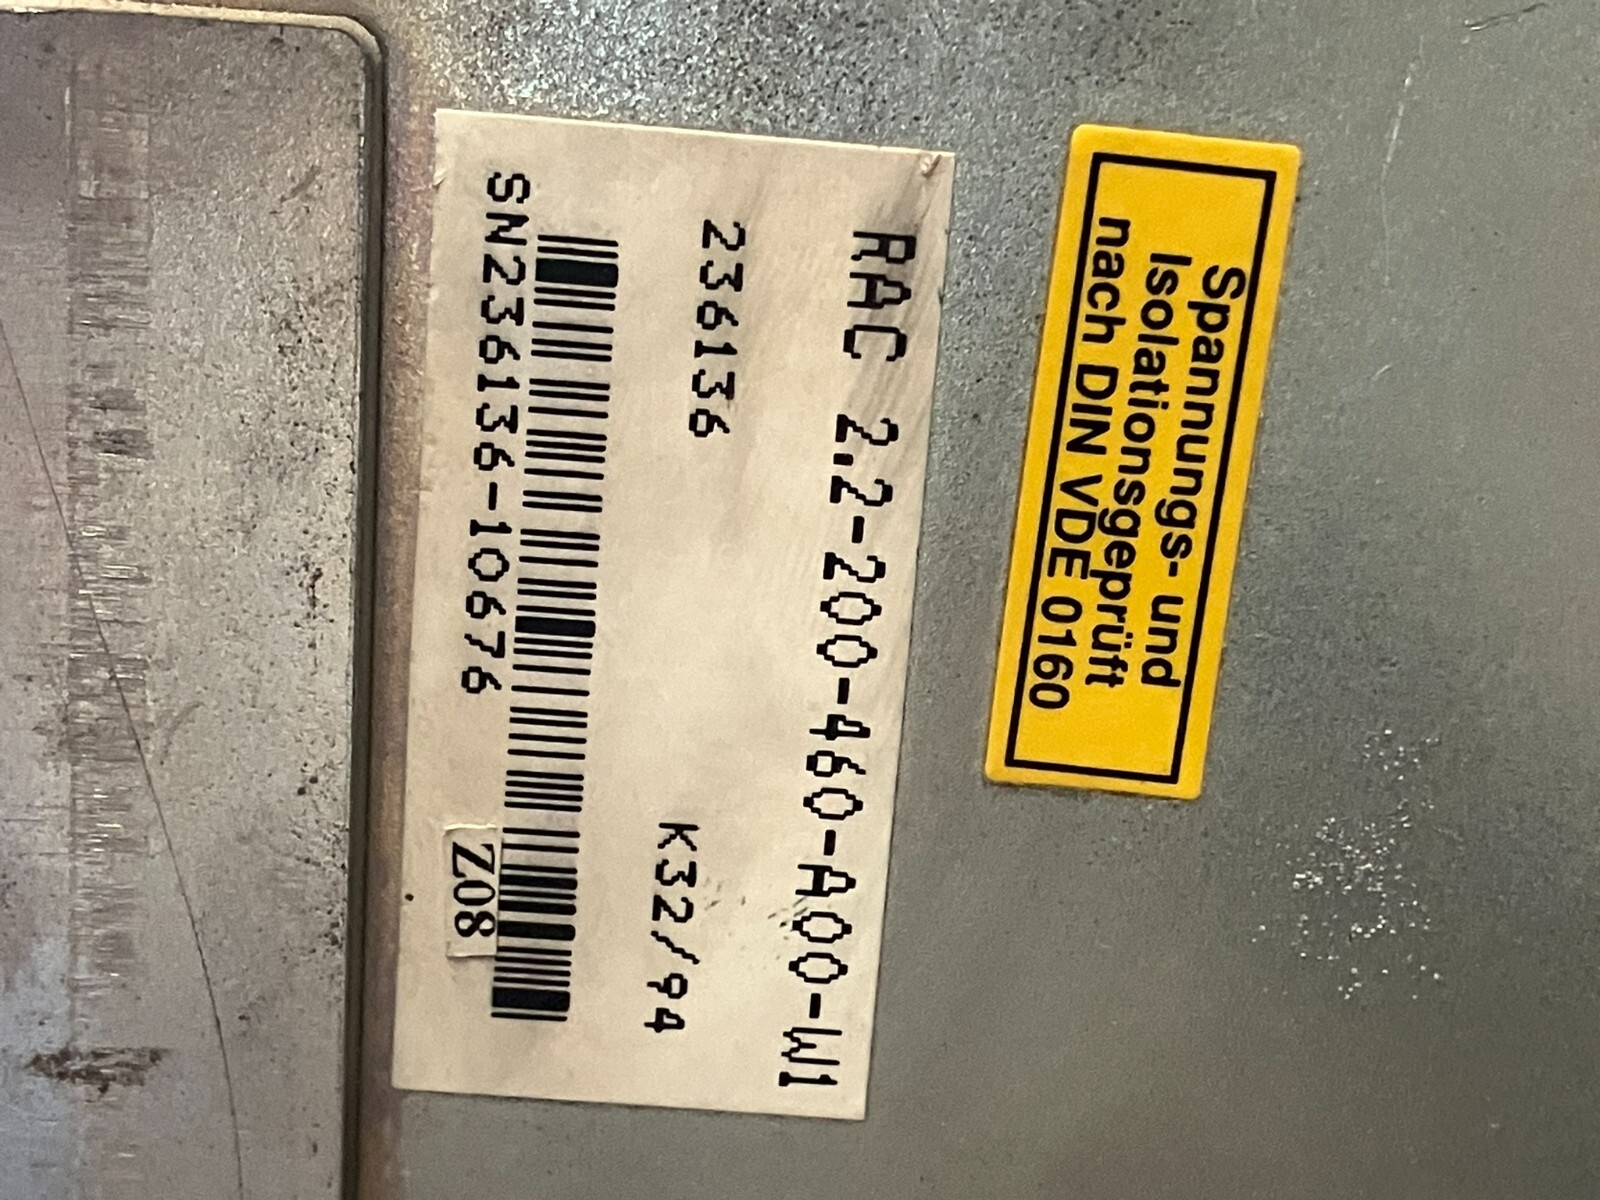 Spannungs- und
Isolationsgeprüft
nach DIN VDE 0160
RAC 2.2-200-460-A00-W1
236136
K32/94
SN236136-10676
Z08